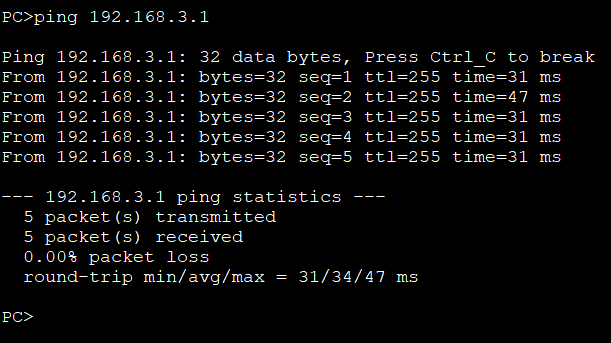 PC>ping 192.168.3.1
Ping 192.168.3.1: 32 data bytes, Press Ctrl_C to break
From 192.168.3.1: bytes=32 seq=1 ttl=255 time=31 ms
From 192.168.3.1: bytes=32 seq=2 ttl=255 time=47 ms
From 192.168.3.1: bytes=32 seq=3 ttl=255 time=31 ms
From 192.168.3.1: bytes=32 seq=4 ttl=255 time=31 ms
From 192.168.3.1: bytes=32 seq=5 ttl=255 time=31 ms
--- 192.168.3.1 ping statistics ---
5 packet(s) transmitted
5 packet(s) received
0.00% packet loss
round-trip min/avg/max = 31/34/47 ms
PC>